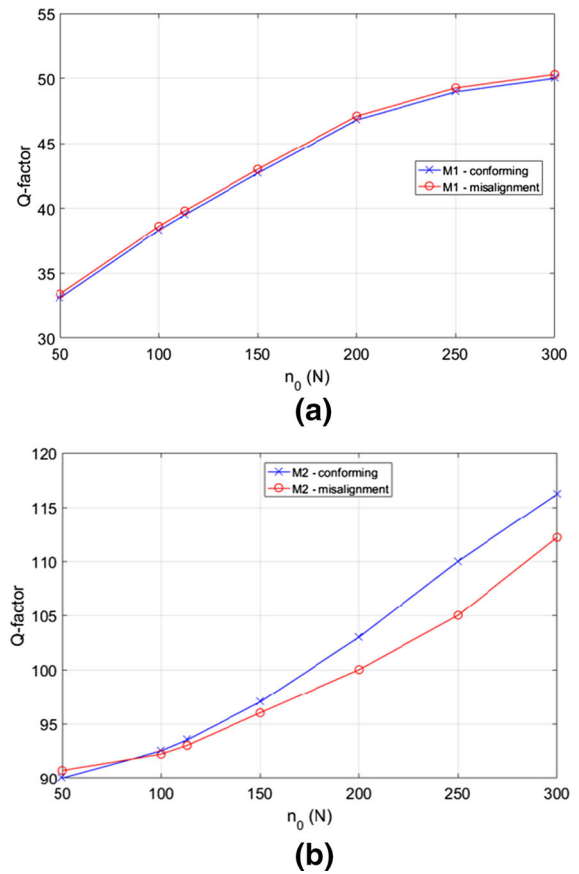 55
50
45
40
35
30
Q-factor
M1 - conforming
M1 - misalignment
50 100 150 200 250 300
n₀ (N)
(a)
120
115
110
105
100
95
90
Q-factor
M2 - conforming
M2 - misalignment
50 100 150 200 250 300
n₀ (N)
(b)